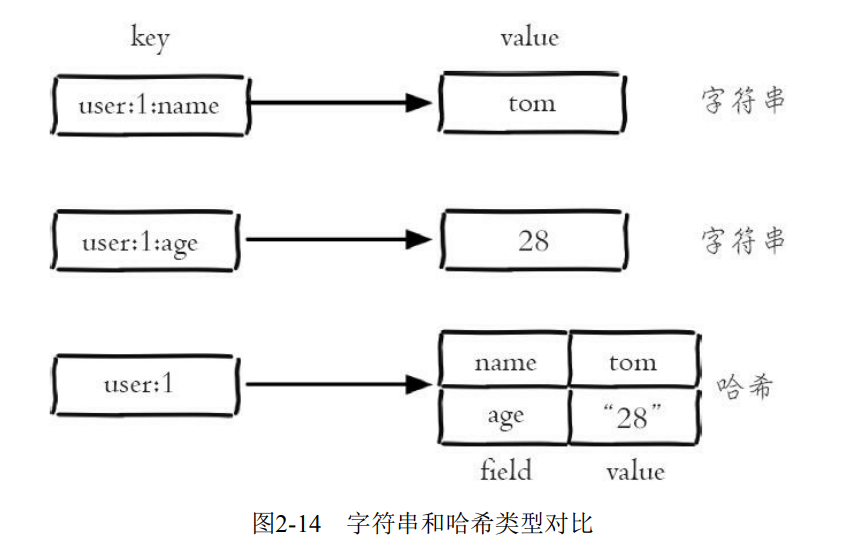 key value
user:1:name tom 字符串
user:1:age 28 字符串
name tom
user:1 哈希
age “28”
field value
图2-14 字符串和哈希类型对比